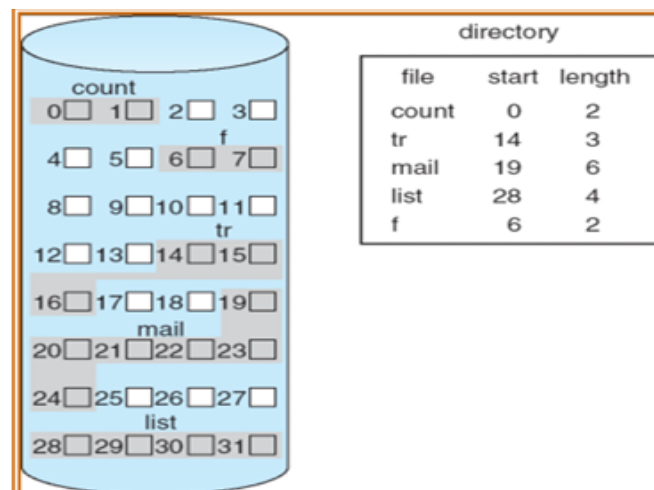 count
0 1 2 3
f
4 5 6 7
8 9 10 11
tr
12 13 14 15
16 17 18 19
mail
20 21 22 23
24 25 26 27
list
28 29 30 31
directory
file start length
count 0 2
tr 14 3
mail 19 6
list 28 4
f 6 2